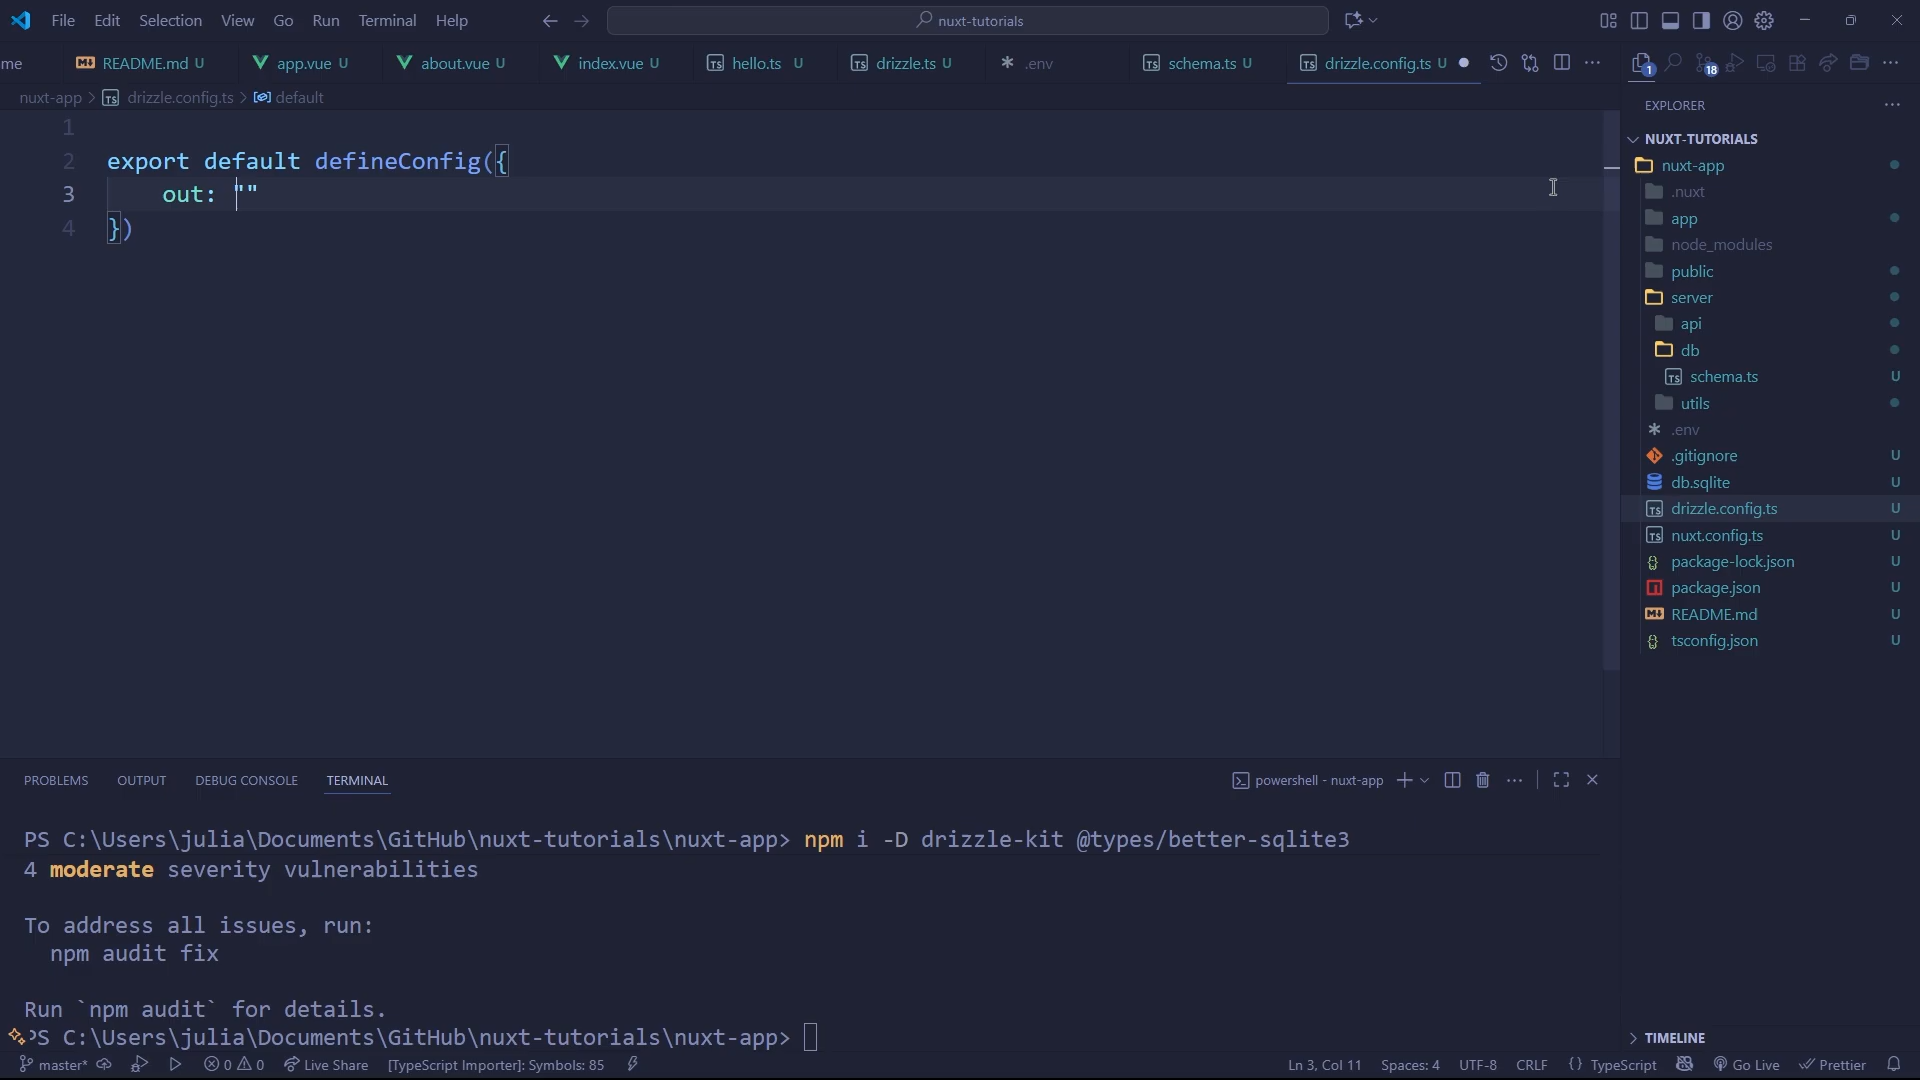 File Edit Selection View Go Run Terminal Help nuxt-tutorials
me README.md U app.vue U about.vue U index.vue U hello.ts U drizzle.ts U .env schema.ts U drizzle.config.ts U 1 18
nuxt-app > TS drizzle.config.ts > default
EXPLORER
1
2 export default defineConfig({
3 out: ""
4 })
NUXT-TUTORIALS
nuxt-app
.nuxt
app
node_modules
public
server
api
db
schema.ts U
utils
.env
.gitignore U
db.sqlite U
drizzle.config.ts U
nuxt.config.ts U
package-lock.json U
package.json U
README.md U
tsconfig.json U
TIMELINE
PROBLEMS OUTPUT DEBUG CONSOLE TERMINAL powershell - nuxt-app
PS C:\Users\julia\Documents\GitHub\nuxt-tutorials\nuxt-app> npm i -D drizzle-kit @types/better-sqlite3
4 moderate severity vulnerabilities
To address all issues, run:
npm audit fix
Run `npm audit` for details.
PS C:\Users\julia\Documents\GitHub\nuxt-tutorials\nuxt-app>
master* 0 0 Live Share [TypeScript Importer]: Symbols: 85 Ln 3, Col 11 Spaces: 4 UTF-8 CRLF {} TypeScript Go Live Prettier